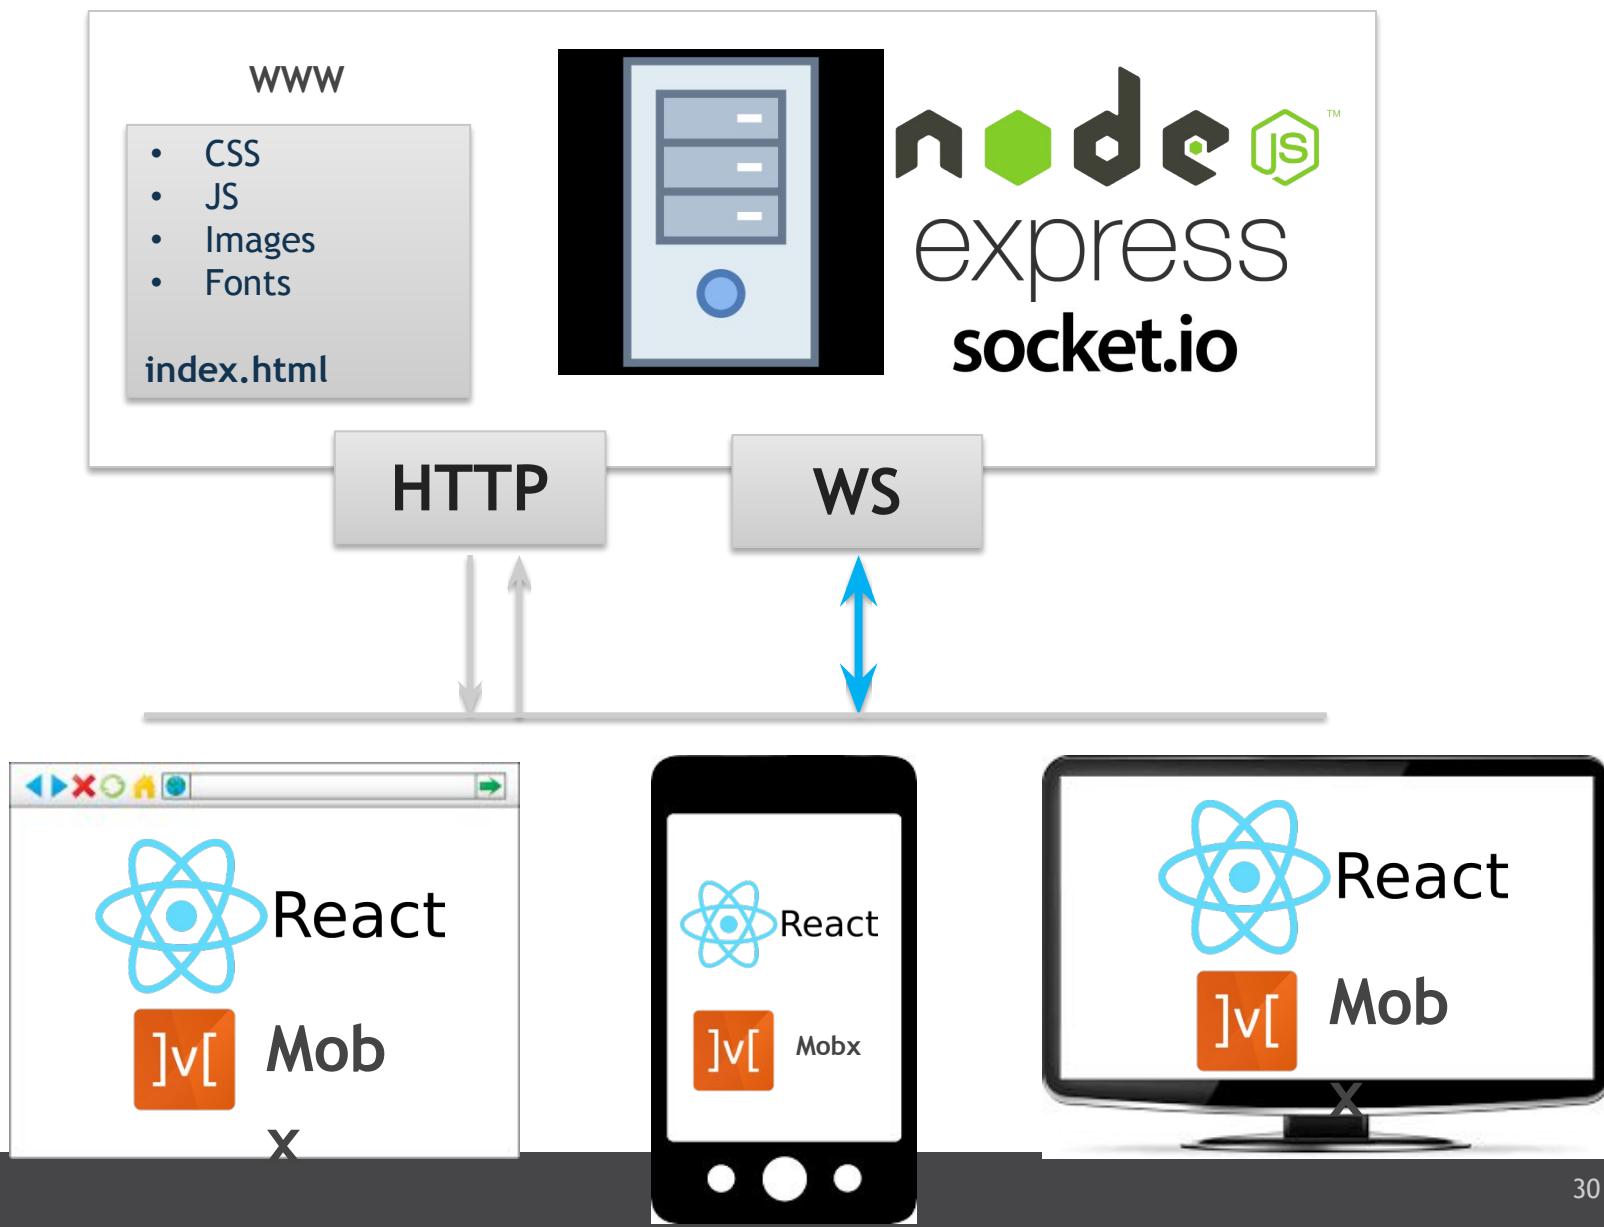 www
• CSS
• JS
• Images
• Fonts
index.html
node JS ™
express
socket.io
HTTP
WS
React
]v[ Mob
x
React
]v[ Mobx
React
]v[ Mob
x
30